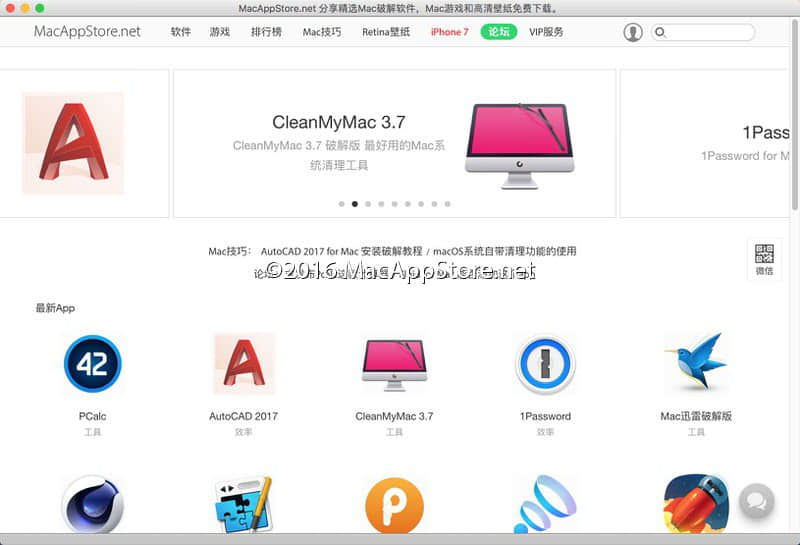 MacAppStore.net 分享精选Mac破解软件，Mac游戏和高清壁纸免费下载。
MacAppStore.net 软件 游戏 排行榜 Mac技巧 Retina壁纸 iPhone 7 论坛 VIP服务
CleanMyMac 3.7
CleanMyMac 3.7 破解版 最好用的Mac系
统清理工具
1Pass
1Password for M
Mac技巧： AutoCAD 2017 for Mac 安装破解教程 / macOS系统自带清理功能的使用
©2016 MacAppStore.net
微信
最新App
42
PCalc
工具
AutoCAD 2017
效率
CleanMyMac 3.7
工具
1Password
效率
Mac迅雷破解版
工具